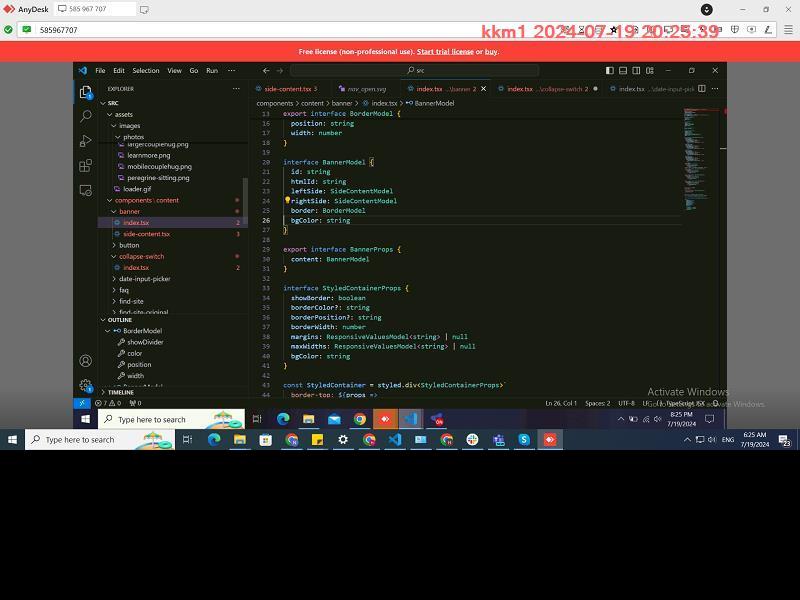 AnyDesk
585 967 707
585967707
kkm1 2024-07-19 20:25:39
Free license (non-professional use). Start trial license or buy.
File Edit Selection View Go Run ···
src
EXPLORER ···
side-content.tsx 3
nav_open.svg
index.tsx ...\banner 2
index.tsx ...\collapse-switch 2
index.tsx ...\date-input-pick
components > content > banner > index.tsx > BannerModel
SRC
assets
images
photos
largercouplehug.png
learnmore.png
mobilecouplehug.png
peregrine-sitting.png
loader.gif
components \ content
banner
index.tsx 2
side-content.tsx 3
button
collapse-switch
index.tsx 2
date-input-picker
faq
find-site
find-site-original
OUTLINE
BorderModel
showDivider
color
position
width
TIMELINE
13 export interface BorderModel {
16 position: string
17 width: number
18 }
19
20 interface BannerModel {
21 id: string
22 htmlId: string
23 leftSide: SideContentModel
24 rightSide: SideContentModel
25 border: BorderModel
26 bgColor: string
27 }
28
29 export interface BannerProps {
30 content: BannerModel
31 }
32
33 interface StyledContainerProps {
34 showBorder: boolean
35 borderColor?: string
36 borderPosition?: string
37 borderWidth: number
38 margins: ResponsiveValuesModel<string> | null
39 maxWidths: ResponsiveValuesModel<string> | null
40 bgColor: string
41 }
42
43 const StyledContainer = styled.div<StyledContainerProps>`
44 border-top: ${props =>
Activate Windows
Go to Settings to activate Windows.
7 0 0
Ln 26, Col 1 Spaces: 2 UTF-8 LF TypeScript JSX
Type here to search
8:25 PM
7/19/2024
Type here to search
ENG
6:25 AM
7/19/2024
23